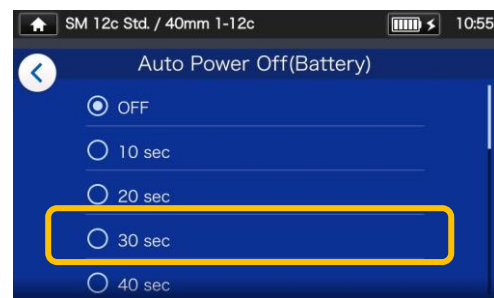 SM 12c Std. / 40mm 1-12c 10:55
Auto Power Off(Battery)
OFF
10 sec
20 sec
30 sec
40 sec